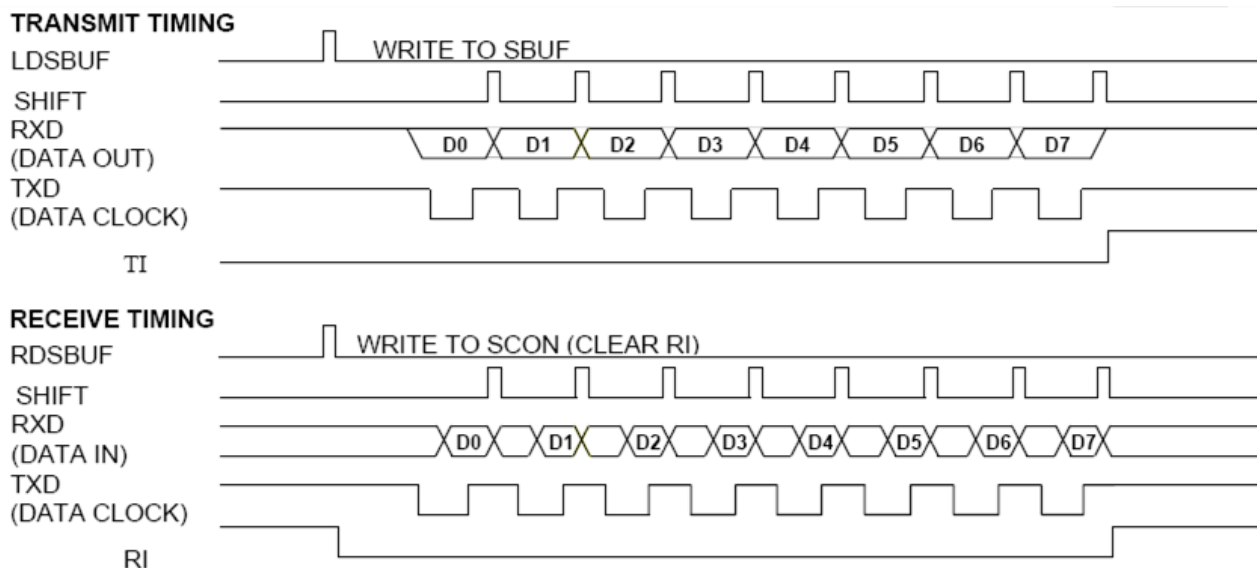 TRANSMIT TIMING
LDSBUF
WRITE TO SBUF
SHIFT
RXD
(DATA OUT)
D0 D1 D2 D3 D4 D5 D6 D7
TXD
(DATA CLOCK)
TI
RECEIVE TIMING
RDSBUF
WRITE TO SCON (CLEAR RI)
SHIFT
RXD
(DATA IN)
D0 D1 D2 D3 D4 D5 D6 D7
TXD
(DATA CLOCK)
RI